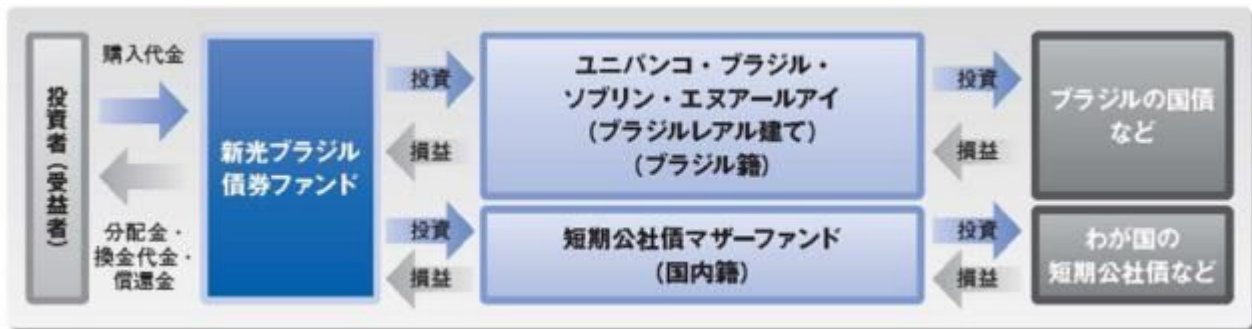 投資者（受益者）
購入代金
分配金・
換金代金・
償還金
新光ブラジル
債券ファンド
投資
損益
ユニバンコ・ブラジル・
ソブリン・エヌアールアイ
(ブラジルレアル建て)
(ブラジル籍)
投資
損益
ブラジルの国債
など
投資
損益
短期公社債マザーファンド
(国内籍)
投資
損益
わが国の
短期公社債など